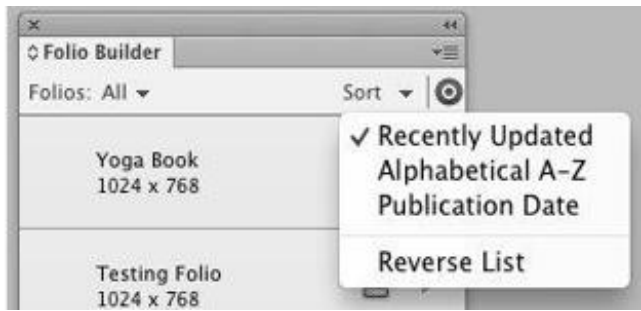 Folio Builder
Folios: All
Sort
Recently Updated
Alphabetical A-Z
Publication Date
Reverse List
Yoga Book
1024 x 768
Testing Folio
1024 x 768